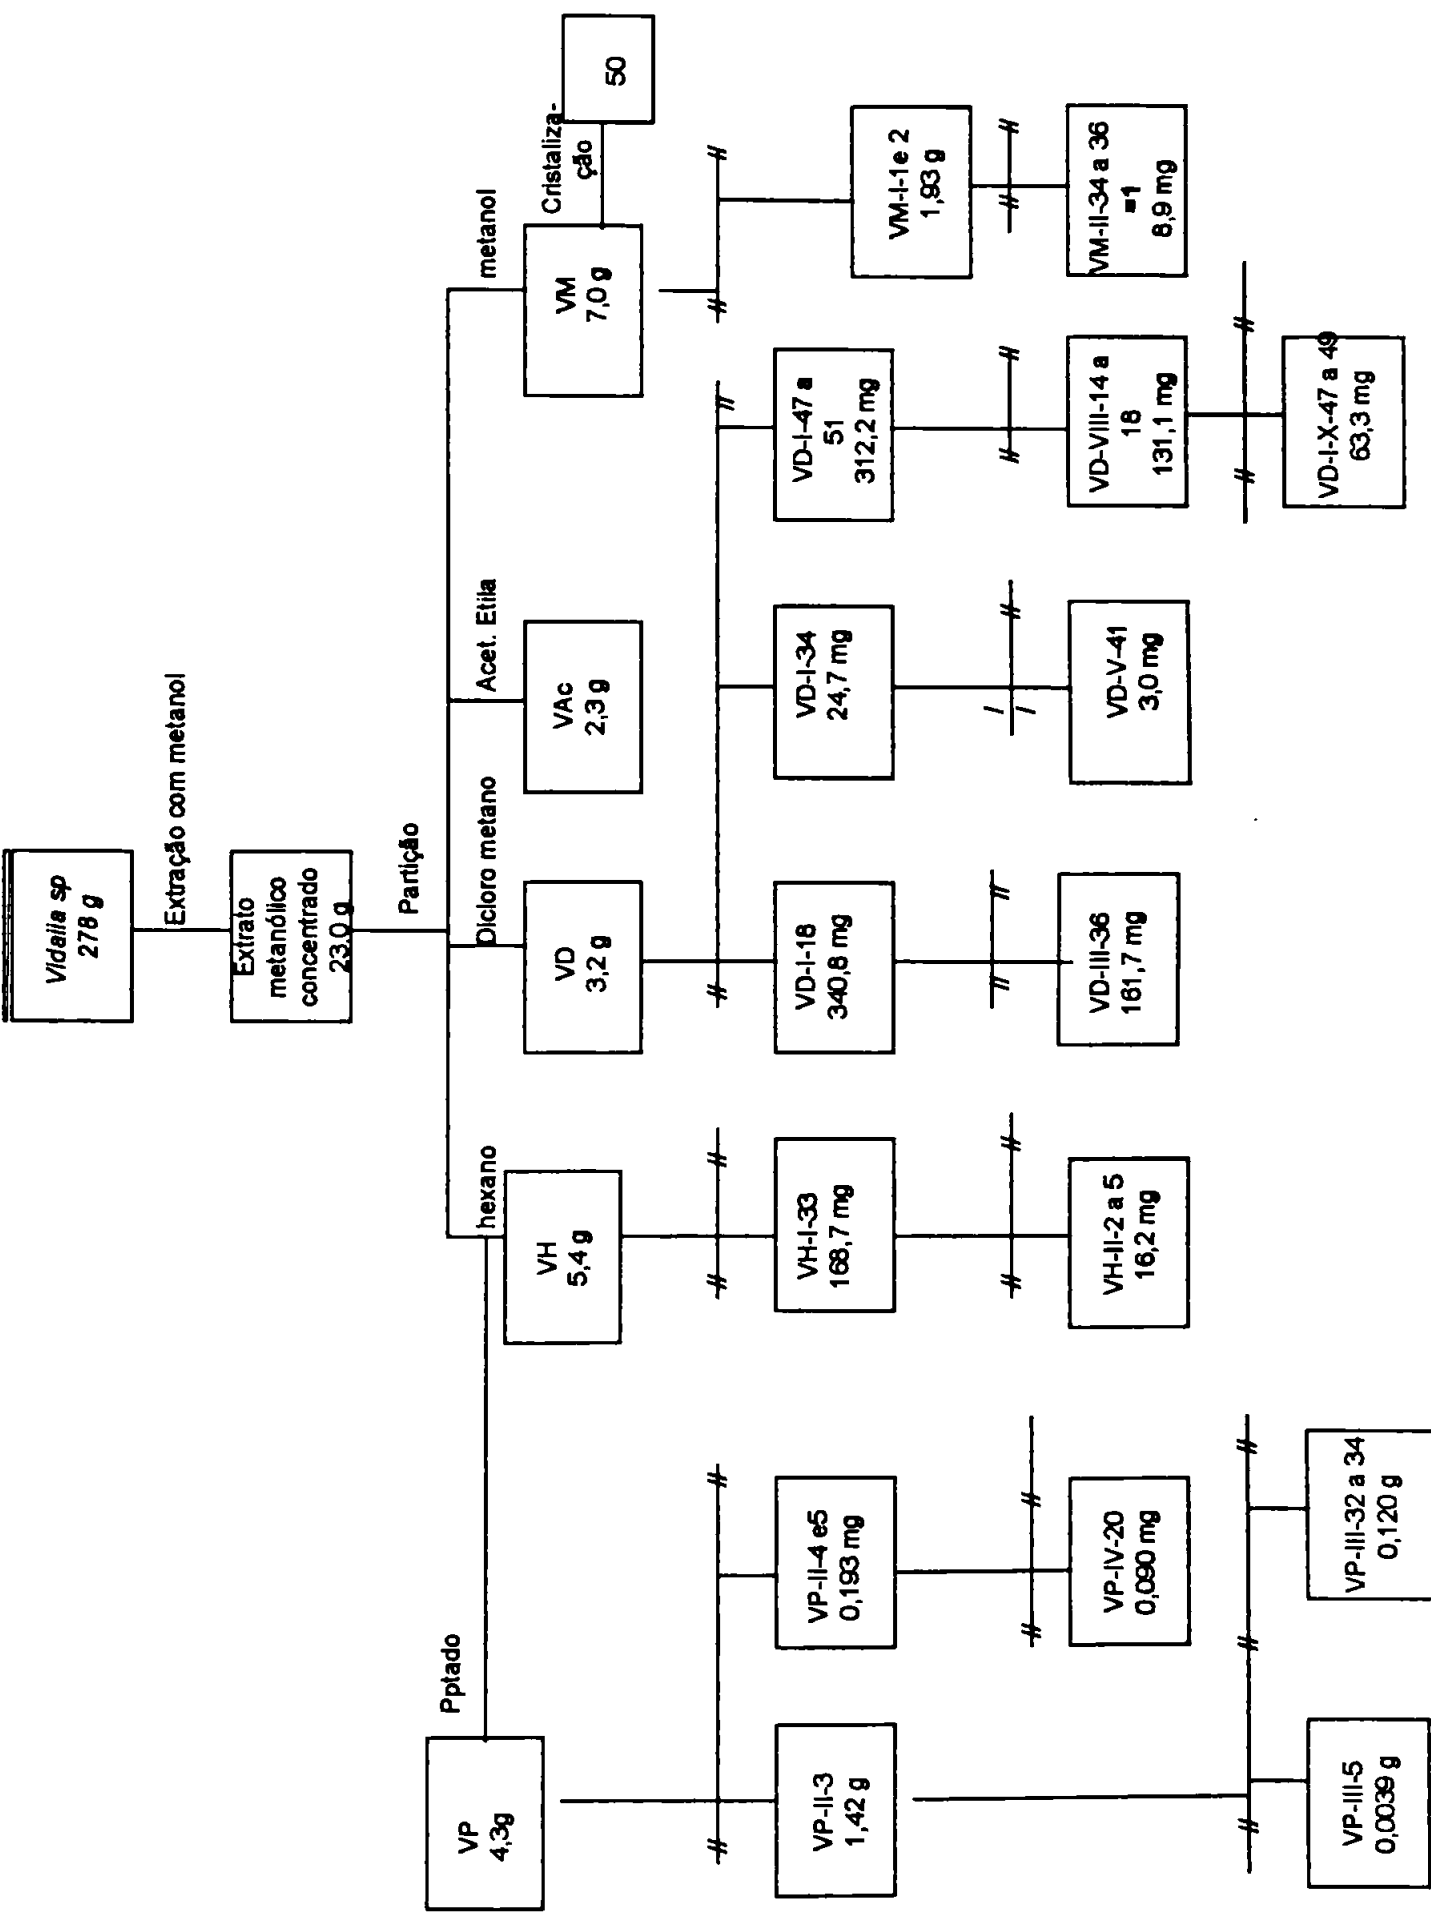 Vidalia sp
278 g
Extração com metanol
Extrato
metanólico
concentrado
23,0 g
Partição
Pptado
hexano
Dicloro metano
Acet. Etila
metanol
Cristaliza-
ção
50
VP
4,3g
VH
5,4 g
VD
3,2 g
VAc
2,3 g
VM
7,0 g
VP-II-3
1,42 g
VP-II-4 e5
0,193 mg
VH-I-33
168,7 mg
VD-I-18
340,8 mg
VD-I-34
24,7 mg
VD-I-47 a
51
312,2 mg
VM-I-1e 2
1,93 g
VP-IV-20
0,090 mg
VH-II-2 a 5
16,2 mg
VD-III-36
161,7 mg
VD-V-41
3,0 mg
VD-VIII-14 a
18
131,1 mg
VM-II-34 a 36
=1
8,9 mg
VP-III-5
0,0039 g
VP-III-32 a 34
0,120 g
VD-I-X-47 a 49
63,3 mg